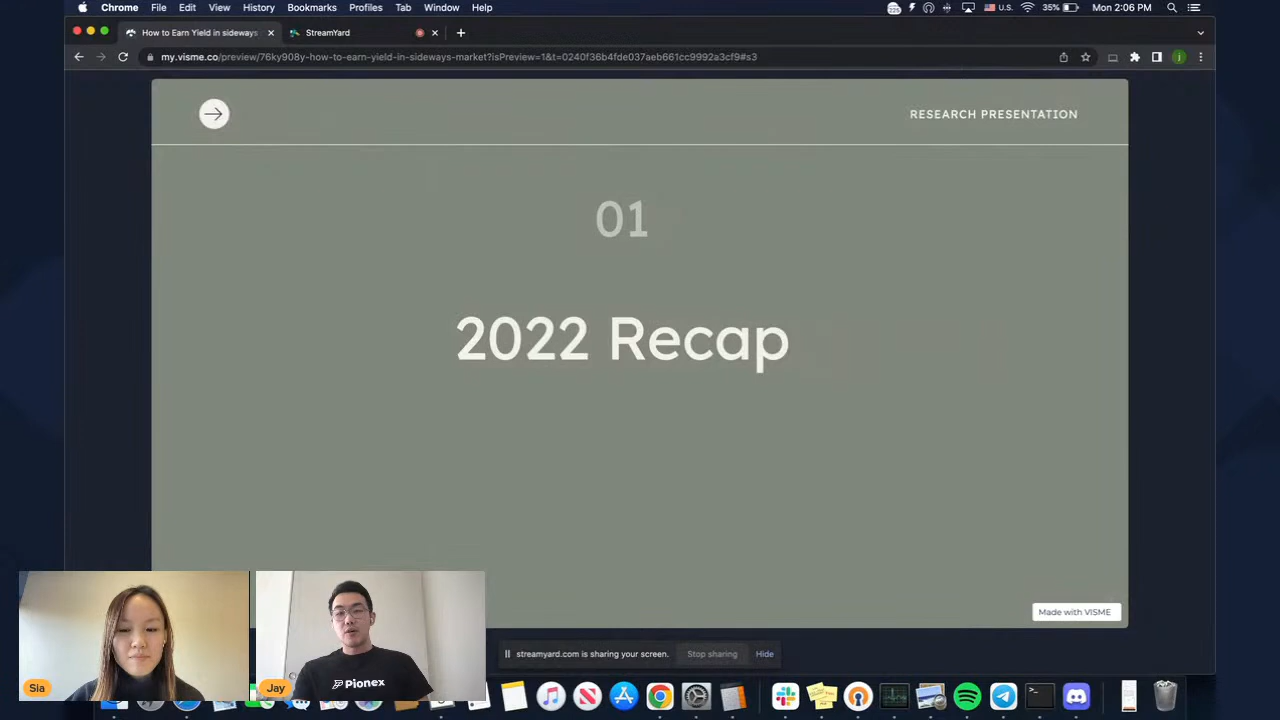 Chrome File Edit View History Bookmarks Profiles Tab Window Help
225 U.S. 35% Mon 2:06 PM
How to Earn Yield in sideways StreamYard
my.visme.co/preview/76ky908y-how-to-earn-yield-in-sideways-market?isPreview=1&t=0240f36b4fde037aeb661cc9992a3cf9#s3
RESEARCH PRESENTATION
01
2022 Recap
Made with VISME
streamyard.com is sharing your screen. Stop sharing Hide
Pionex
Sia
Jay